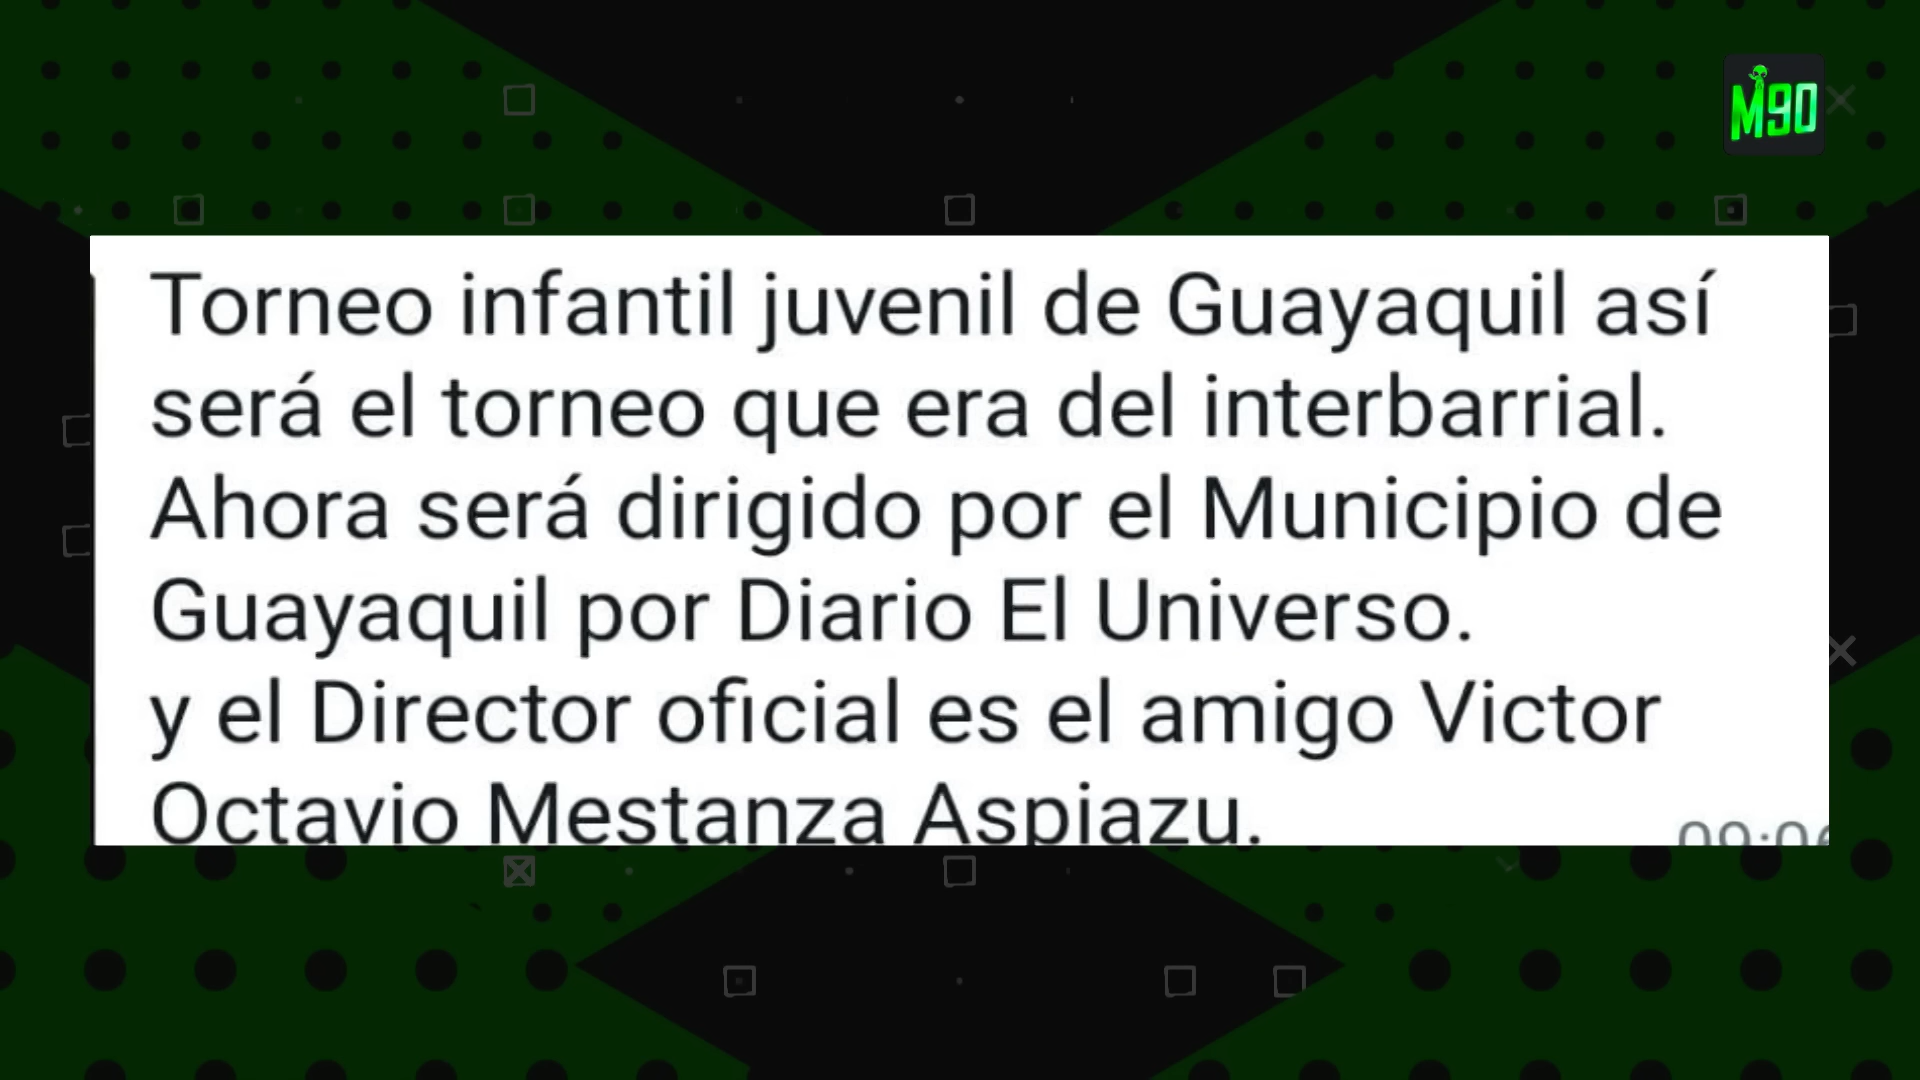 M90
Torneo infantil juvenil de Guayaquil así
será el torneo que era del interbarrial.
Ahora será dirigido por el Municipio de
Guayaquil por Diario El Universo.
y el Director oficial es el amigo Victor
Octavio Mestanza Aspiazu.